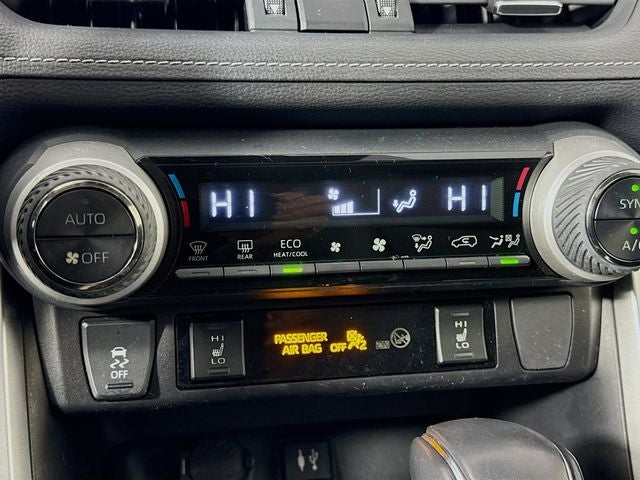 HI HI
AUTO
OFF
SYN
A/
FRONT REAR ECO
HEAT/COOL
HI
LO
PASSENGER
AIR BAG OFF 2
HI
LO
OFF